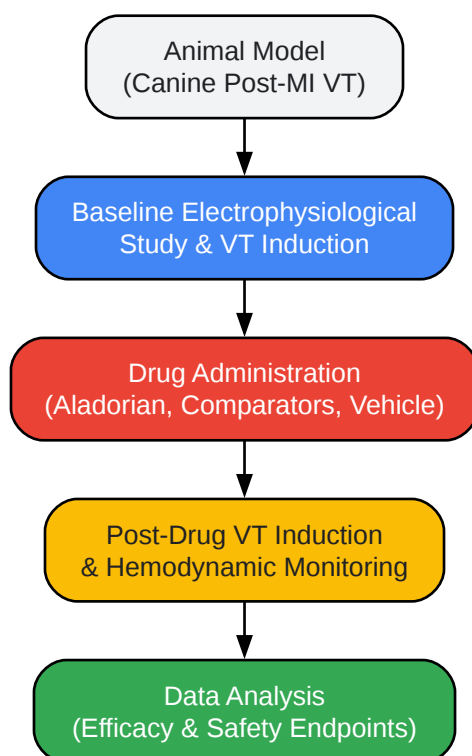 Animal Model
(Canine Post-MI VT)
Baseline Electrophysiological
Study & VT Induction
Drug Administration
(Aladorian, Comparators, Vehicle)
Post-Drug VT Induction
& Hemodynamic Monitoring
Data Analysis
(Efficacy & Safety Endpoints)